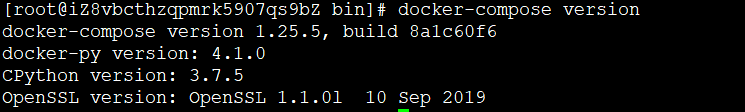 [root@iZ8vbcthzqpmrk5907qs9bZ bin]# docker-compose version
docker-compose version 1.25.5, build 8a1c60f6
docker-py version: 4.1.0
CPython version: 3.7.5
OpenSSL version: OpenSSL 1.1.0l  10 Sep 2019